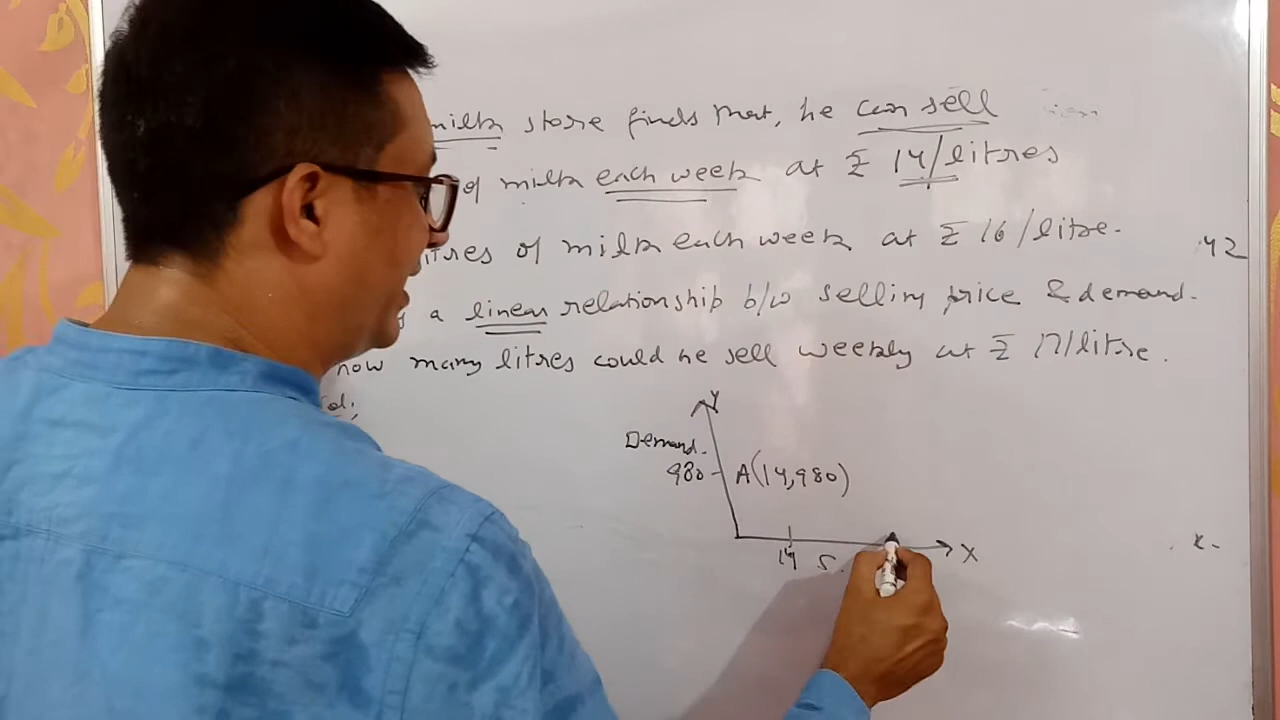 milk store finds that, he can sell
of milk each week at ₹ 14/litres
itres of milk each week at ₹ 16/litre.
a linear relationship b/w selling price & demand.
how many litres could he sell weekly at ₹ 17/litre.
Y
Demand.
980 A(14,980)
14 S.
X
42
x-